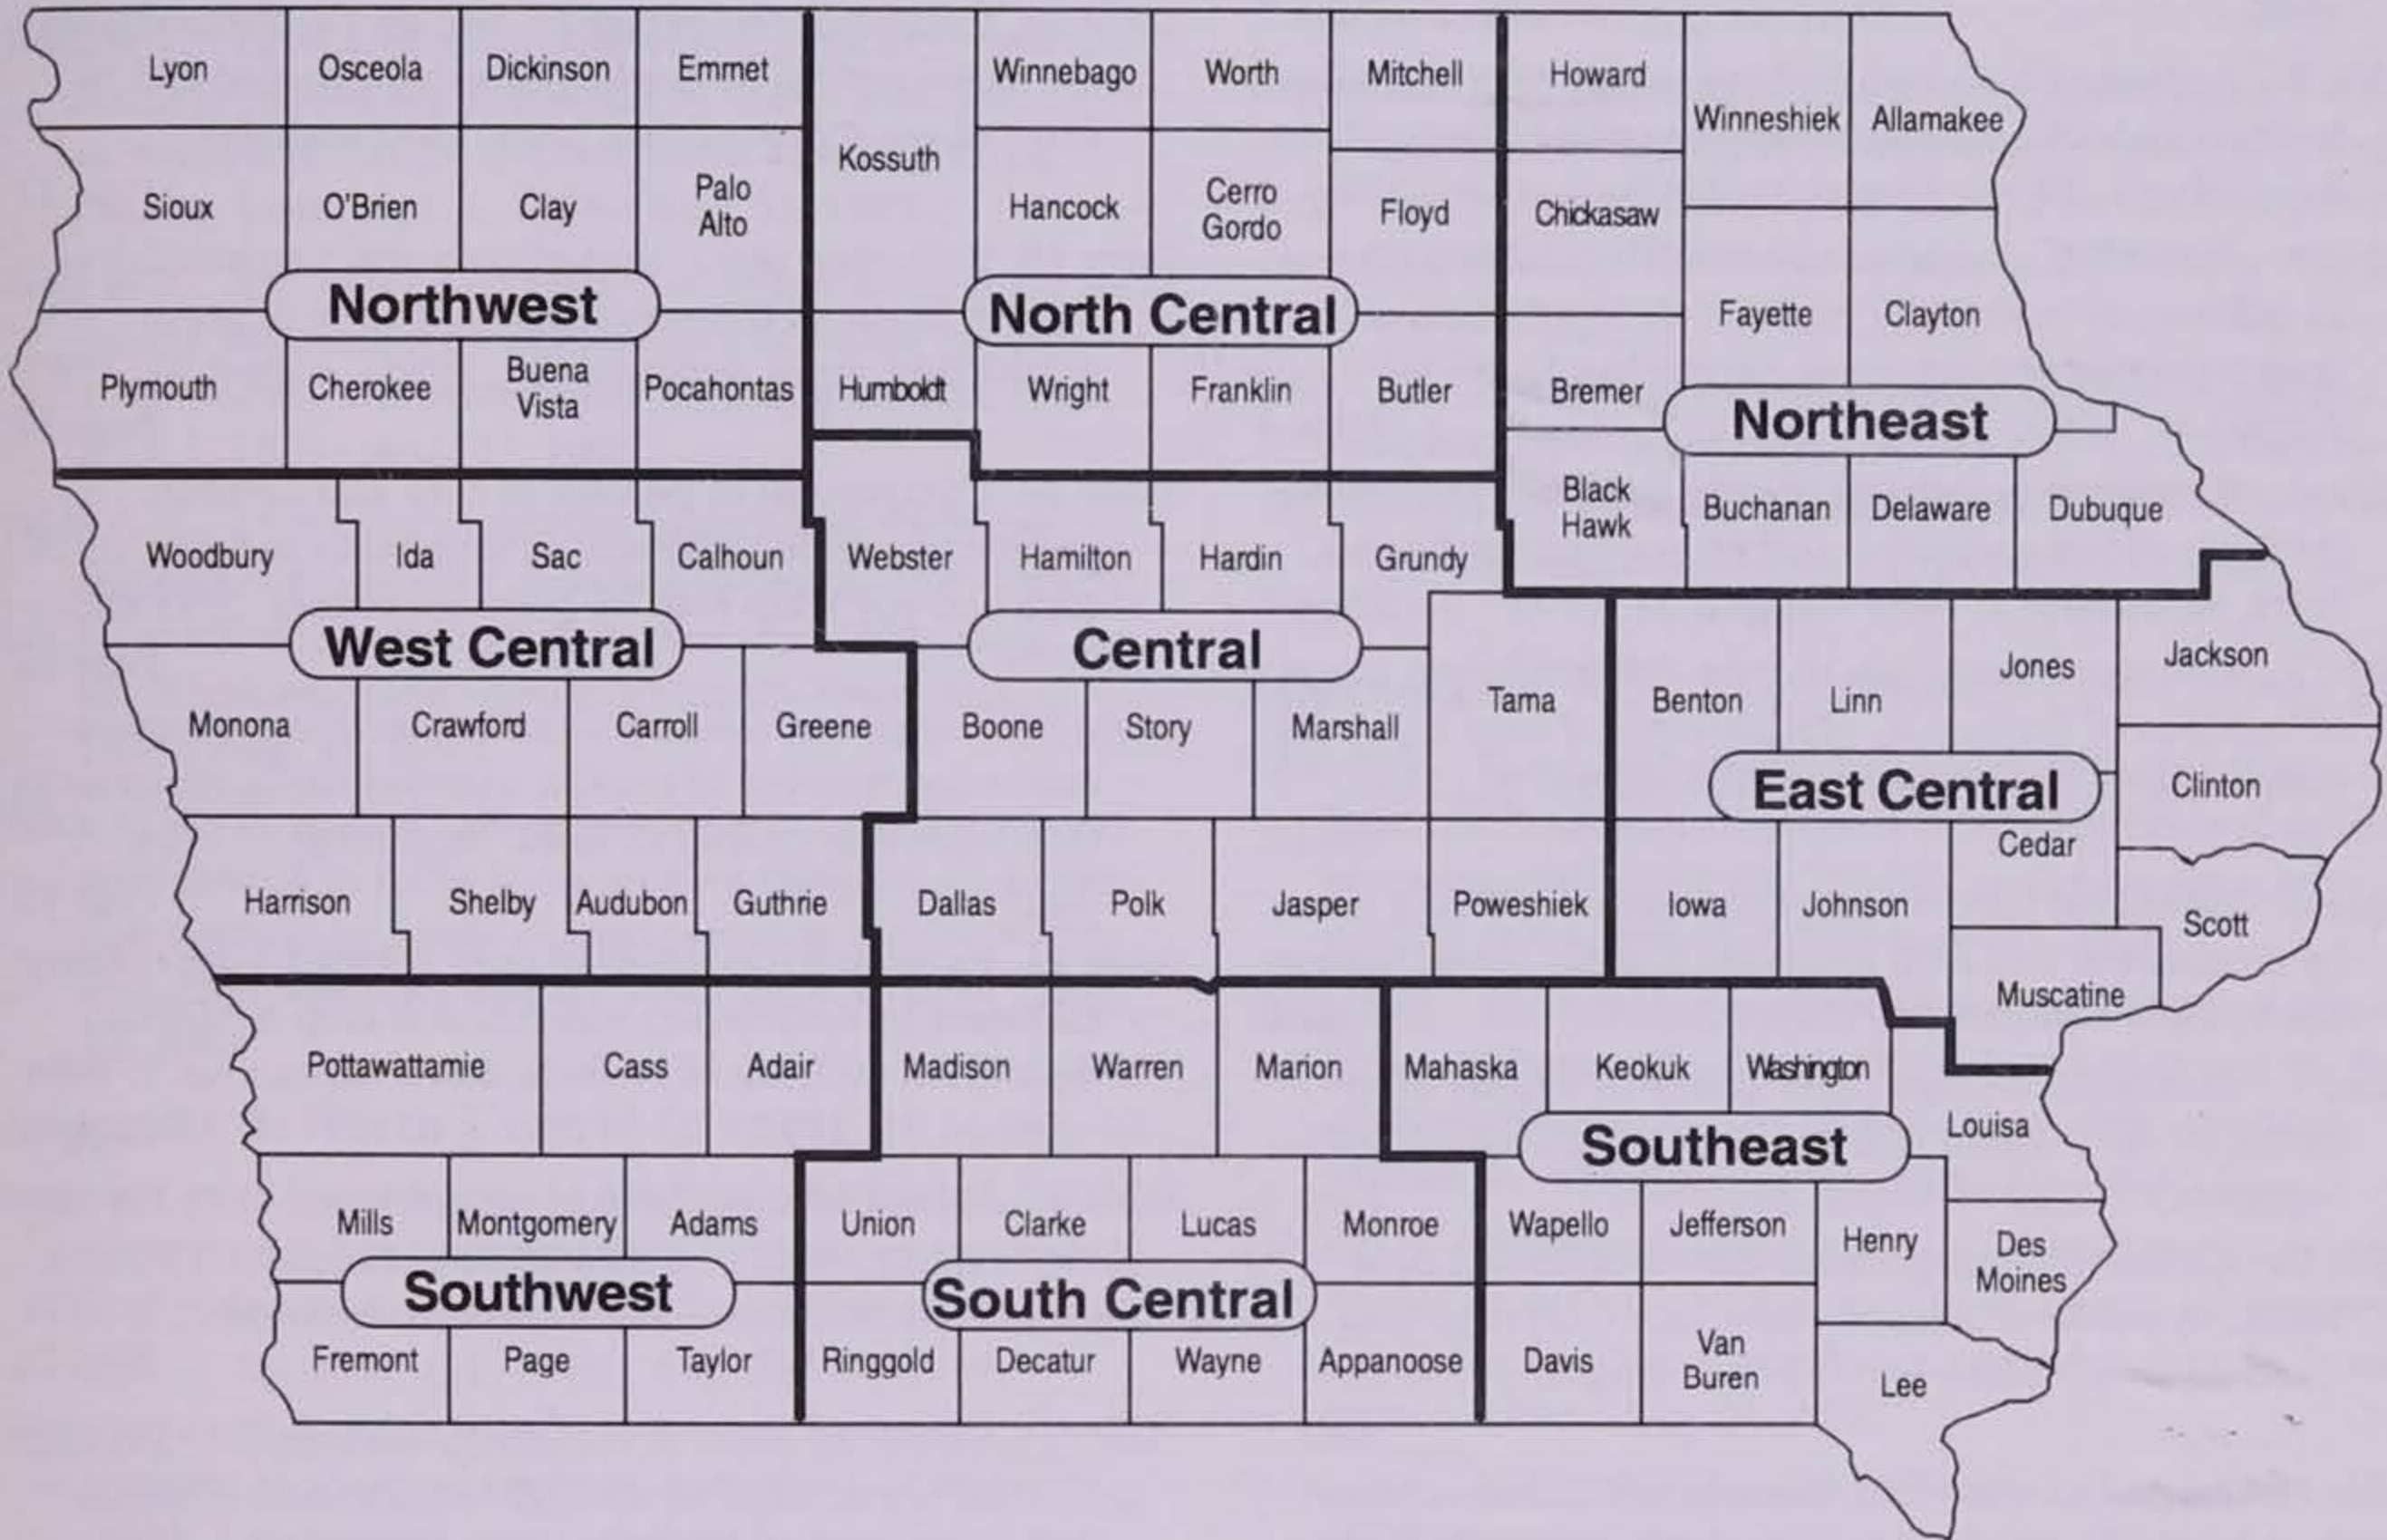 Lyon
Osceola
Dickinson
Emmet
Winnebago
Worth
Mitchell
Howard
Winneshiek
Allamakee
Kossuth
Sioux
O'Brien
Clay
Palo
Alto
Hancock
Cerro
Gordo
Floyd
Chickasaw
Northwest
North Central
Fayette
Clayton
Plymouth
Cherokee
Buena
Vista
Pocahontas
Humboldt
Wright
Franklin
Butler
Bremer
Northeast
Black
Hawk
Buchanan
Delaware
Dubuque
Woodbury
Ida
Sac
Calhoun
Webster
Hamilton
Hardin
Grundy
West Central
Central
Jones
Jackson
Tama
Benton
Linn
Monona
Crawford
Carroll
Greene
Boone
Story
Marshall
East Central
Clinton
Cedar
Harrison
Shelby
Audubon
Guthrie
Dallas
Polk
Jasper
Poweshiek
Iowa
Johnson
Scott
Muscatine
Pottawattamie
Cass
Adair
Madison
Warren
Marion
Mahaska
Keokuk
Washington
Louisa
Southeast
Mills
Montgomery
Adams
Union
Clarke
Lucas
Monroe
Wapello
Jefferson
Henry
Des
Moines
Southwest
South Central
Fremont
Page
Taylor
Ringgold
Decatur
Wayne
Appanoose
Davis
Van
Buren
Lee